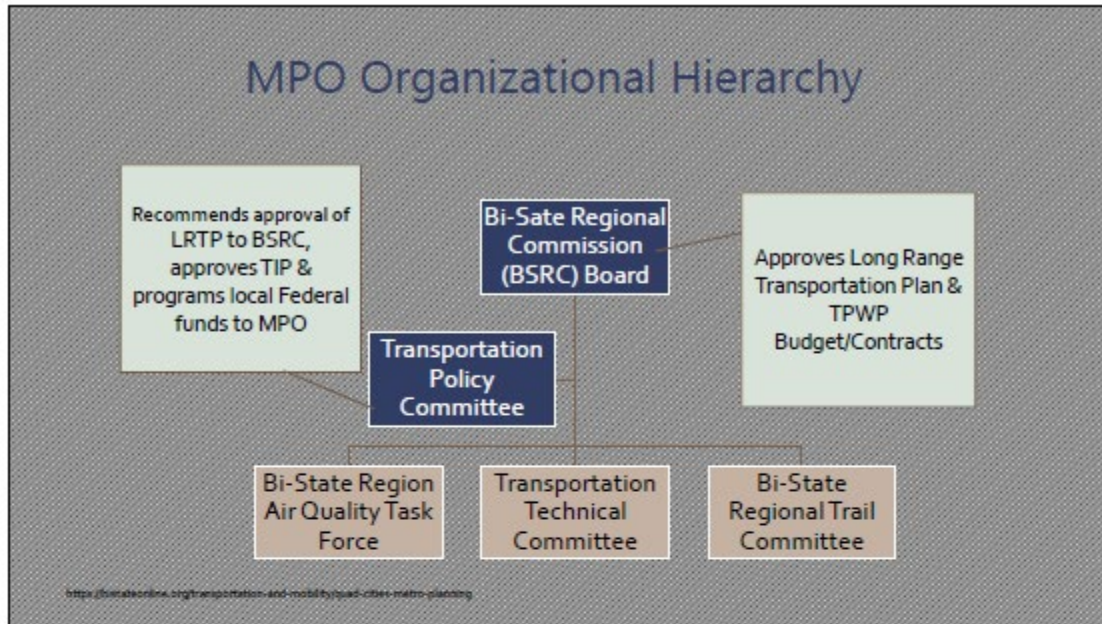 MPO Organizational Hierarchy
Recommends approval of
LRTP to BSRC,
approves TIP &
programs local Federal
funds to MPO
Bi-Sate Regional
Commission
(BSRC) Board
Approves Long Range
Transportation Plan &
TPWP
Budget/Contracts
Transportation
Policy
Committee
Bi-State Region
Air Quality Task
Force
Transportation
Technical
Committee
Bi-State
Regional Trail
Committee
https://bistateonline.org/transportation-and-mobility/quad-cities-metro-planning